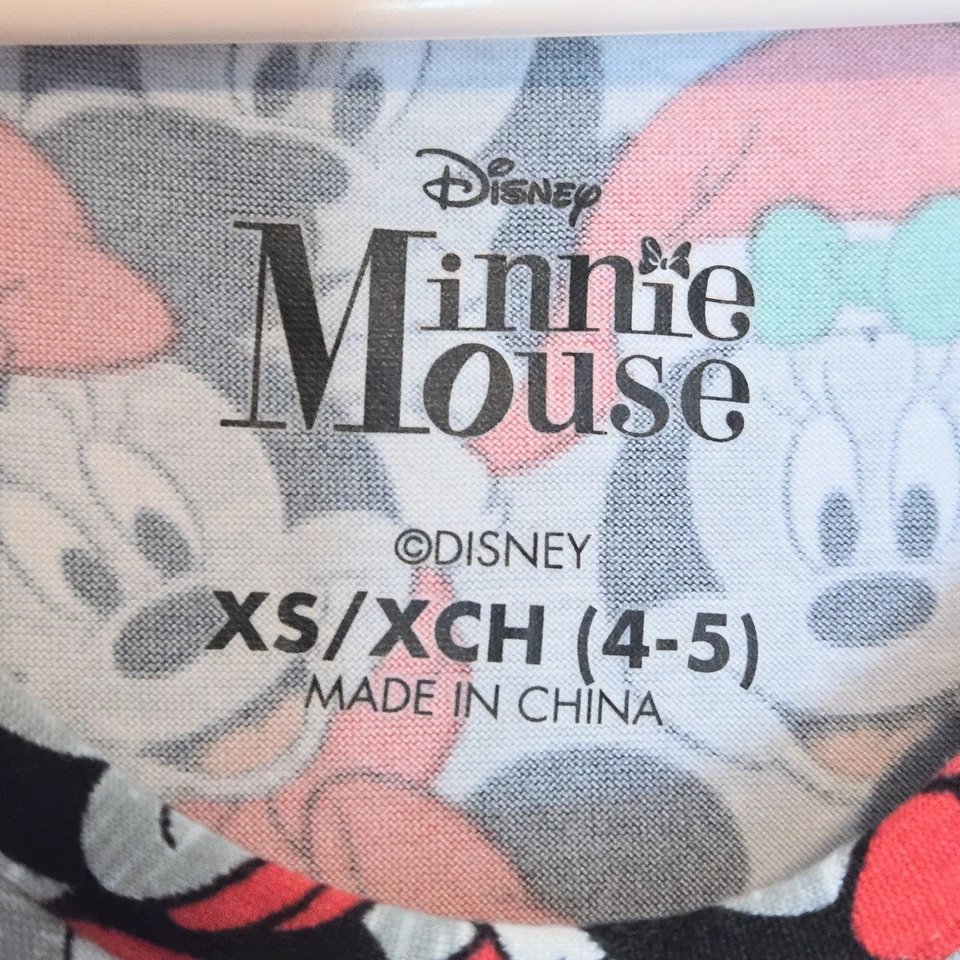 Disney
Minnie
Mouse
©DISNEY
XS/XCH (4-5)
MADE IN CHINA